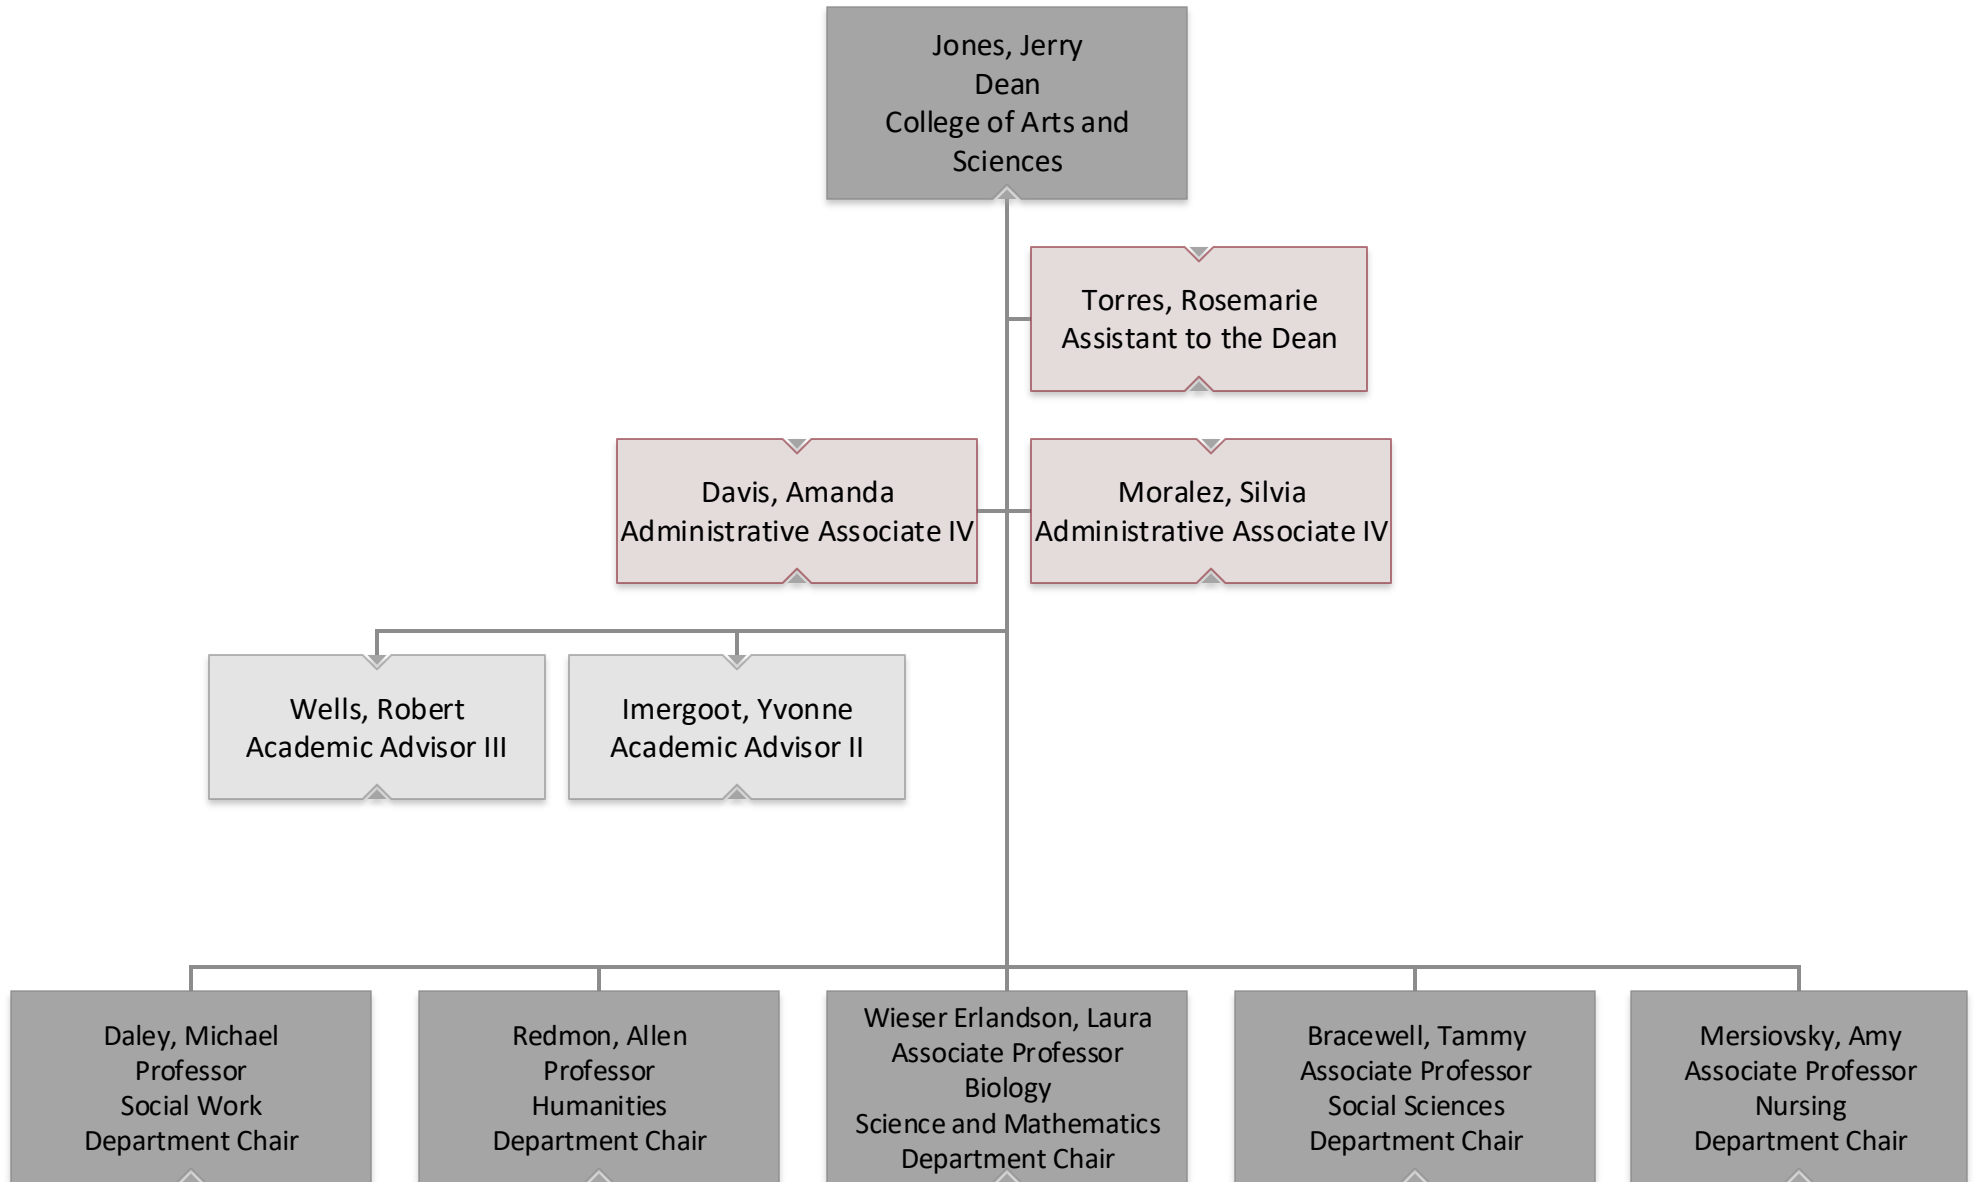 Jones, Jerry
Dean
College of Arts and
Sciences
Torres, Rosemarie
Assistant to the Dean
Davis, Amanda
Administrative Associate IV
Moralez, Silvia
Administrative Associate IV
Wells, Robert
Academic Advisor III
Imergoot, Yvonne
Academic Advisor II
Daley, Michael
Professor
Social Work
Department Chair
Redmon, Allen
Professor
Humanities
Department Chair
Wieser Erlandson, Laura
Associate Professor
Biology
Science and Mathematics
Department Chair
Bracewell, Tammy
Associate Professor
Social Sciences
Department Chair
Mersiovsky, Amy
Associate Professor
Nursing
Department Chair